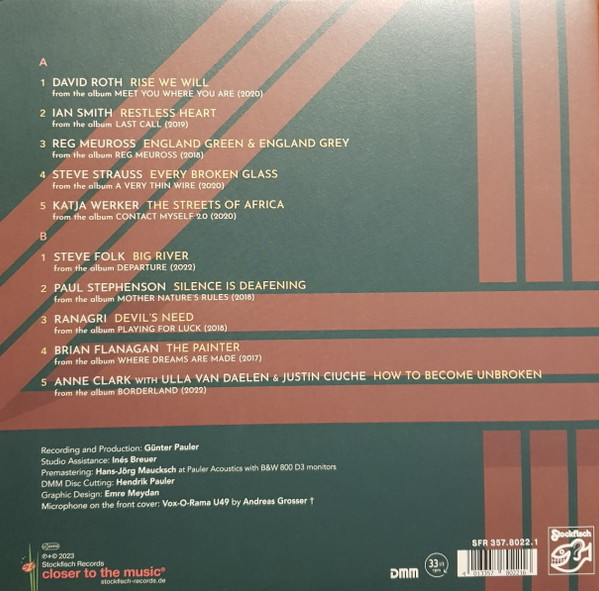 A
1 DAVID ROTH RISE WE WILL
from the album MEET YOU WHERE YOU ARE (2020)
2 IAN SMITH RESTLESS HEART
from the album LAST CALL (2019)
3 REG MEUROSS ENGLAND GREEN & ENGLAND GREY
from the album REG MEUROSS (2018)
4 STEVE STRAUSS EVERY BROKEN GLASS
from the album A VERY THIN WIRE (2020)
5 KATJA WERKER THE STREETS OF AFRICA
from the album CONTACT MYSELF 2.0 (2020)
B
1 STEVE FOLK BIG RIVER
from the album DEPARTURE (2022)
2 PAUL STEPHENSON SILENCE IS DEAFENING
from the album MOTHER NATURE'S RULES (2018)
3 RANAGRI DEVIL'S NEED
from the album PLAYING FOR LUCK (2018)
4 BRIAN FLANAGAN THE PAINTER
from the album WHERE DREAMS ARE MADE (2017)
5 ANNE CLARK WITH ULLA VAN DAELEN & JUSTIN CIUCHE HOW TO BECOME UNBROKEN
from the album BORDERLAND (2022)
Recording and Production: Günter Pauler
Studio Assistance: Inés Breuer
Premastering: Hans-Jörg Maucksch at Pauler Acoustics with B&W 800 D3 monitors
DMM Disc Cutting: Hendrik Pauler
Graphic Design: Emre Meydan
Microphone on the front cover: Vox-O-Rama U49 by Andreas Grosser †
℗+© 2023
Stockfisch Records
closer to the music®
stockfisch-records.de
DMM
33 1/3
rpm
SFR 357.8022.1
Stockfisch